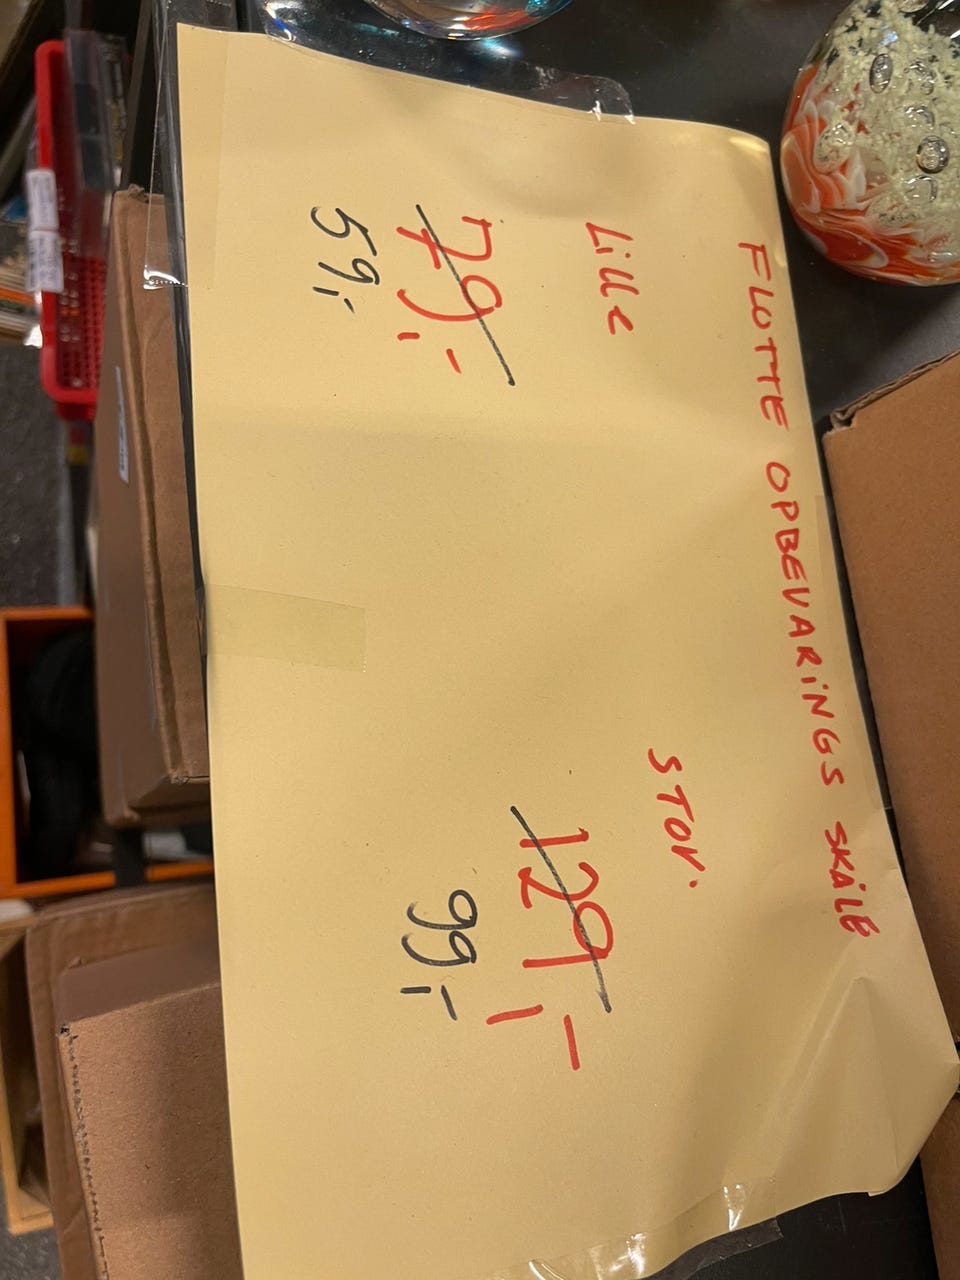 FLOTTE OPBEVARINGS SKÅLE
Lille
STOR.
79,-
129,-
59,-
99,-